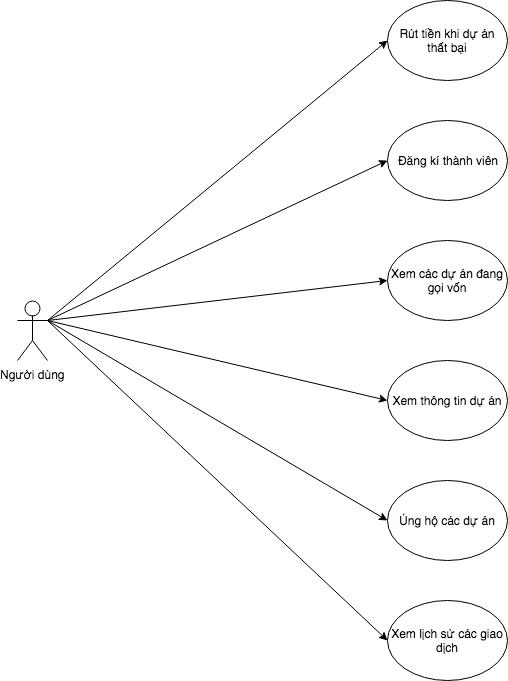 Rút tiền khi dự án
thất bại
Đăng kí thành viên
Xem các dự án đang
gọi vốn
Người dùng
Xem thông tin dự án
Ủng hộ các dự án
Xem lịch sử các giao
dịch